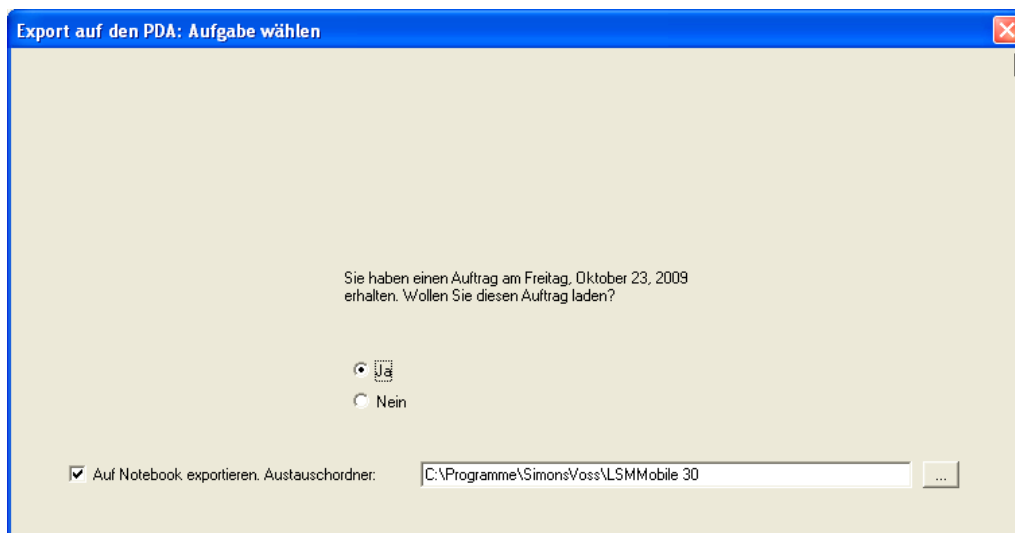 Export auf den PDA: Aufgabe wählen
Sie haben einen Auftrag am Freitag, Oktober 23, 2009
erhalten. Wollen Sie diesen Auftrag laden?
Ja
Nein
Auf Notebook exportieren. Austauschordner: C:\Programme\SimonsVoss\LSMMobile 30 ...